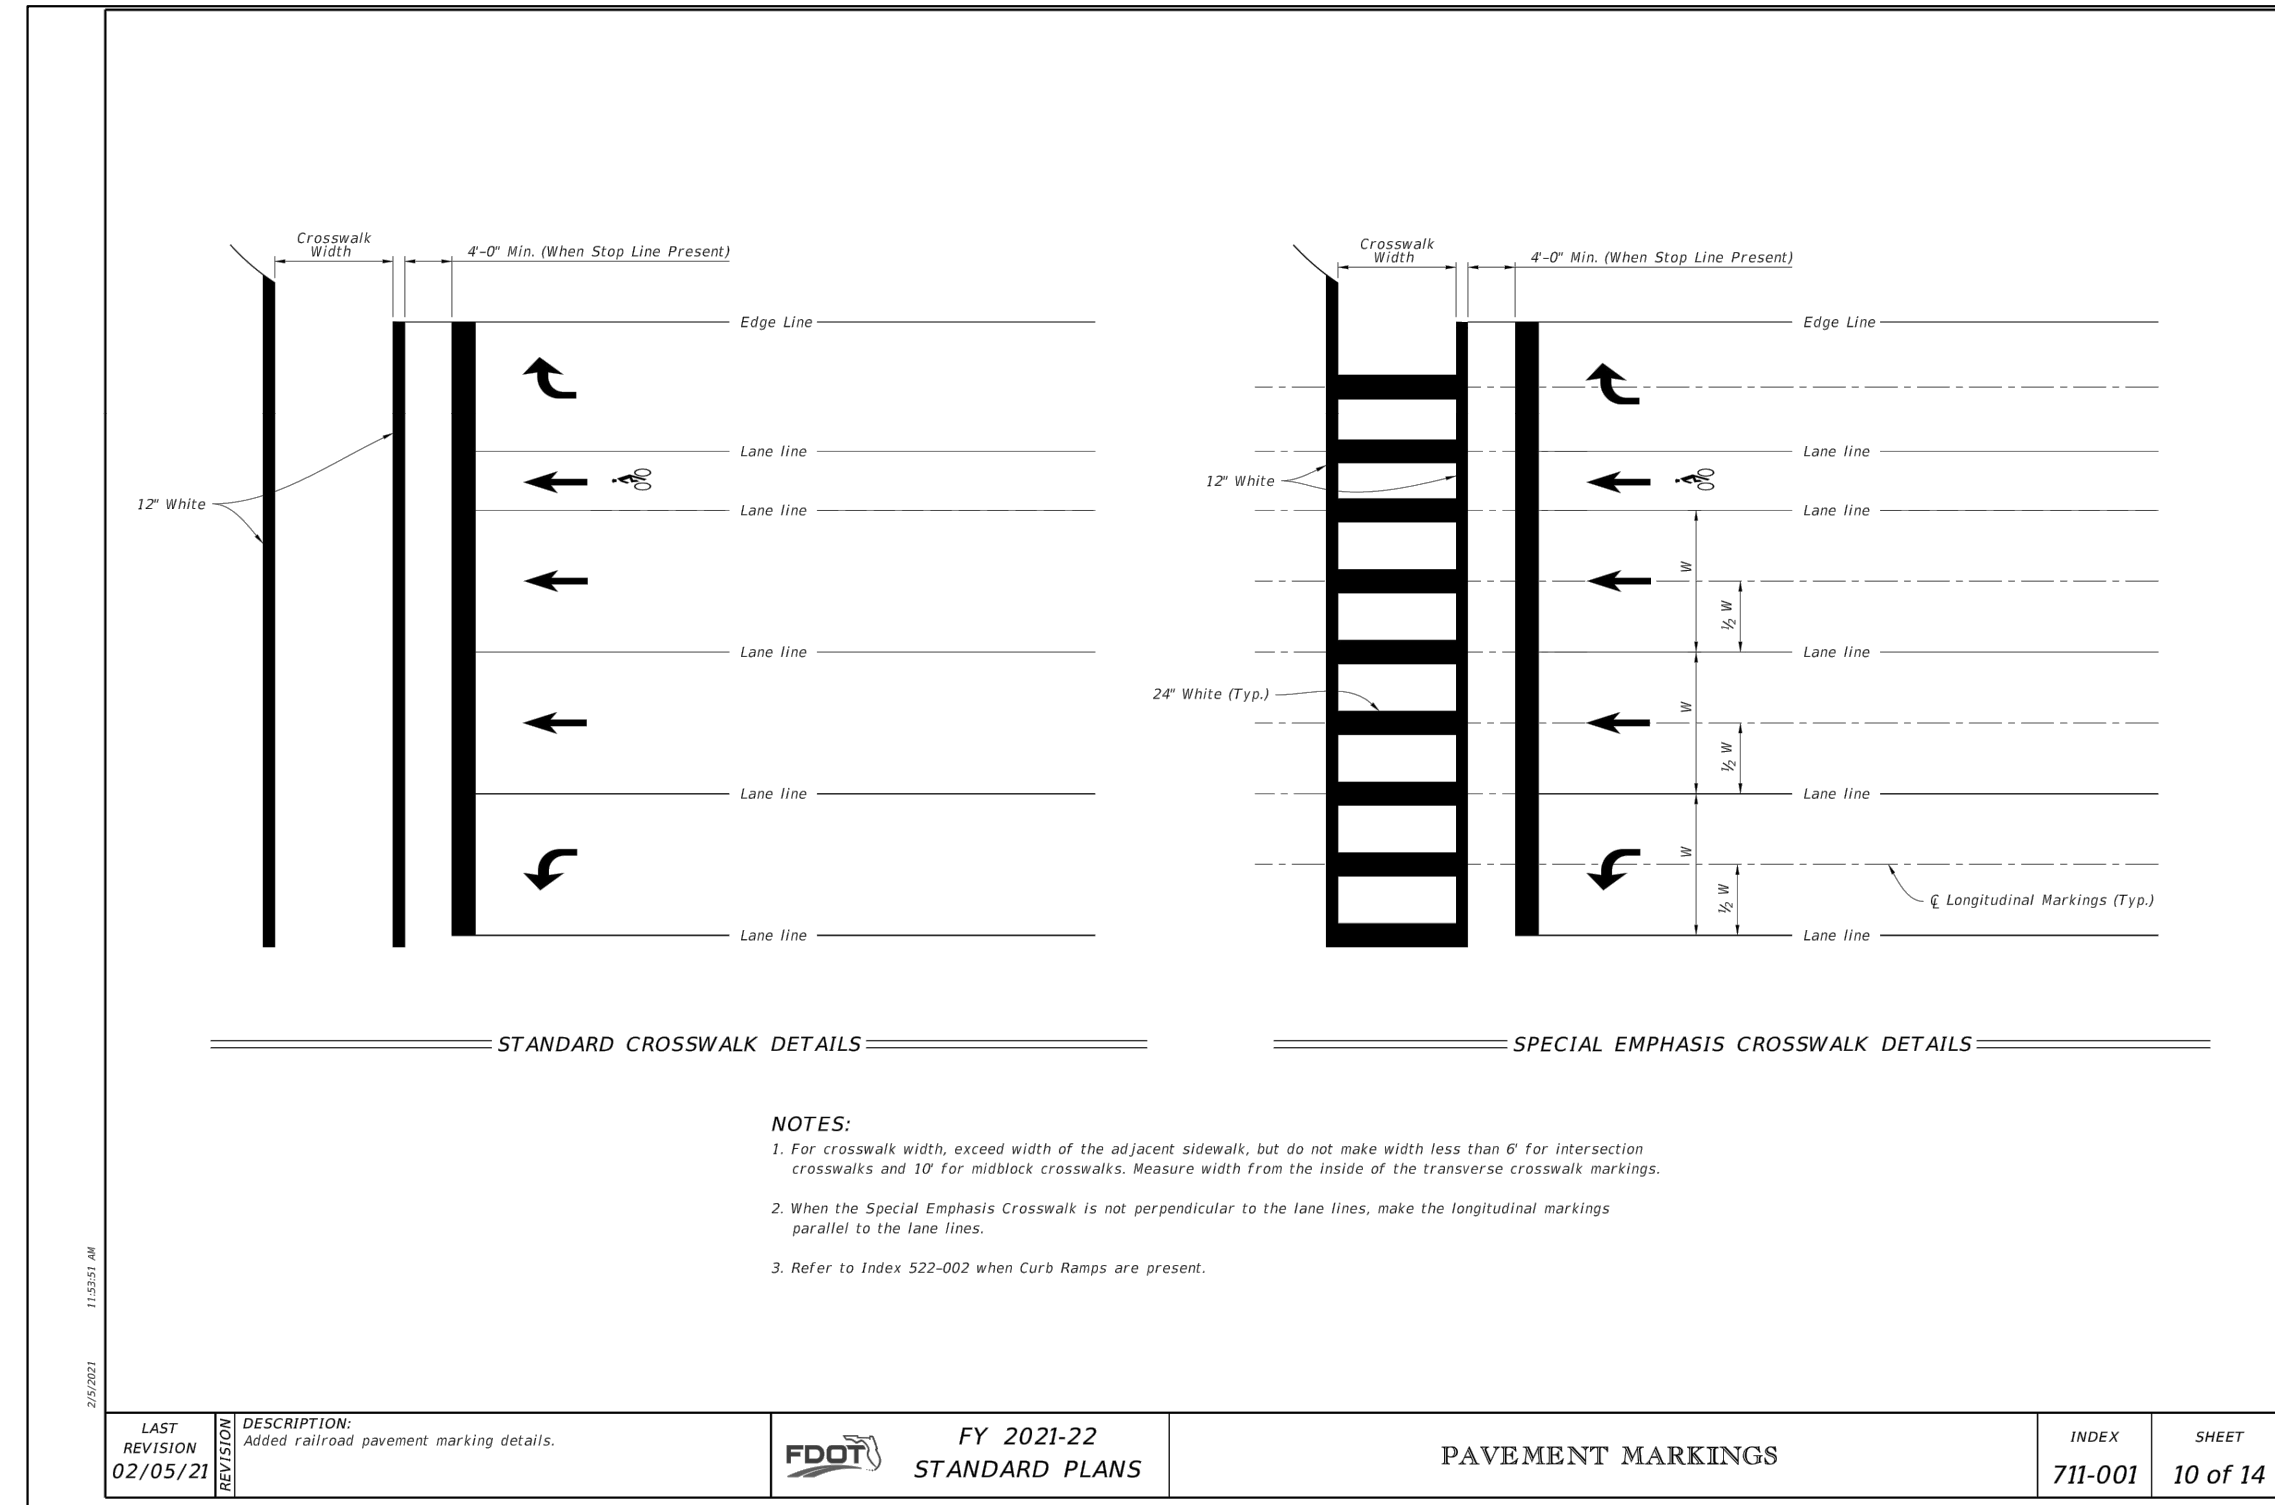 Crosswalk
Width
4'-0" Min. (When Stop Line Present)
Edge Line
Lane line
12" White
Lane line
Lane line
Lane line
Lane line
STANDARD CROSSWALK DETAILS
Crosswalk
Width
4'-0" Min. (When Stop Line Present)
Edge Line
Lane line
12" White
Lane line
W
½ W
Lane line
24" White (Typ.)
W
½ W
Lane line
W
½ W
℄ Longitudinal Markings (Typ.)
Lane line
SPECIAL EMPHASIS CROSSWALK DETAILS
NOTES:
1. For crosswalk width, exceed width of the adjacent sidewalk, but do not make width less than 6' for intersection
crosswalks and 10' for midblock crosswalks. Measure width from the inside of the transverse crosswalk markings.
2. When the Special Emphasis Crosswalk is not perpendicular to the lane lines, make the longitudinal markings
parallel to the lane lines.
3. Refer to Index 522-002 when Curb Ramps are present.
2/5/2021 11:53:51 AM
LAST
REVISION
02/05/21
REVISION
DESCRIPTION:
Added railroad pavement marking details.
FDOT
FY 2021-22
STANDARD PLANS
PAVEMENT MARKINGS
INDEX
711-001
SHEET
10 of 14